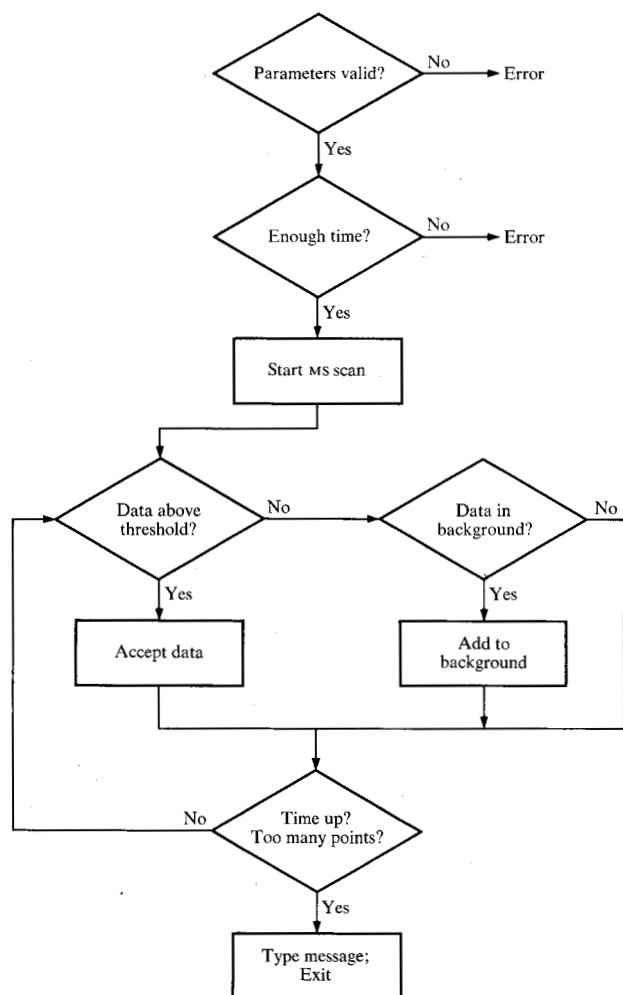 Parameters valid?
No
Error
Yes
Enough time?
No
Error
Yes
Start MS scan
Data above
threshold?
No
Data in
background?
No
Yes
Yes
Accept data
Add to
background
Time up?
Too many points?
No
Yes
Type message;
Exit